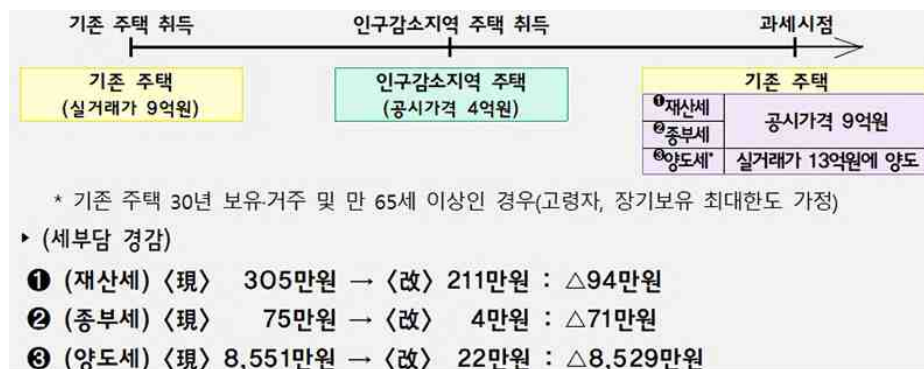 기존 주택 취득 인구감소지역 주택 취득 과세시점
기존 주택
(실거래가 9억원)
인구감소지역 주택
(공시가격 4억원)
기존 주택
❶재산세
❷종부세
공시가격 9억원
❸양도세* 실거래가 13억원에 양도
* 기존 주택 30년 보유·거주 및 만 65세 이상인 경우(고령자, 장기보유 최대한도 가정)
▸ (세부담 경감)
❶ (재산세) 〈現〉 305만원 → 〈改〉 211만원 : △94만원
❷ (종부세) 〈現〉 75만원 → 〈改〉 4만원 : △71만원
❸ (양도세) 〈現〉 8,551만원 → 〈改〉 22만원 : △8,529만원